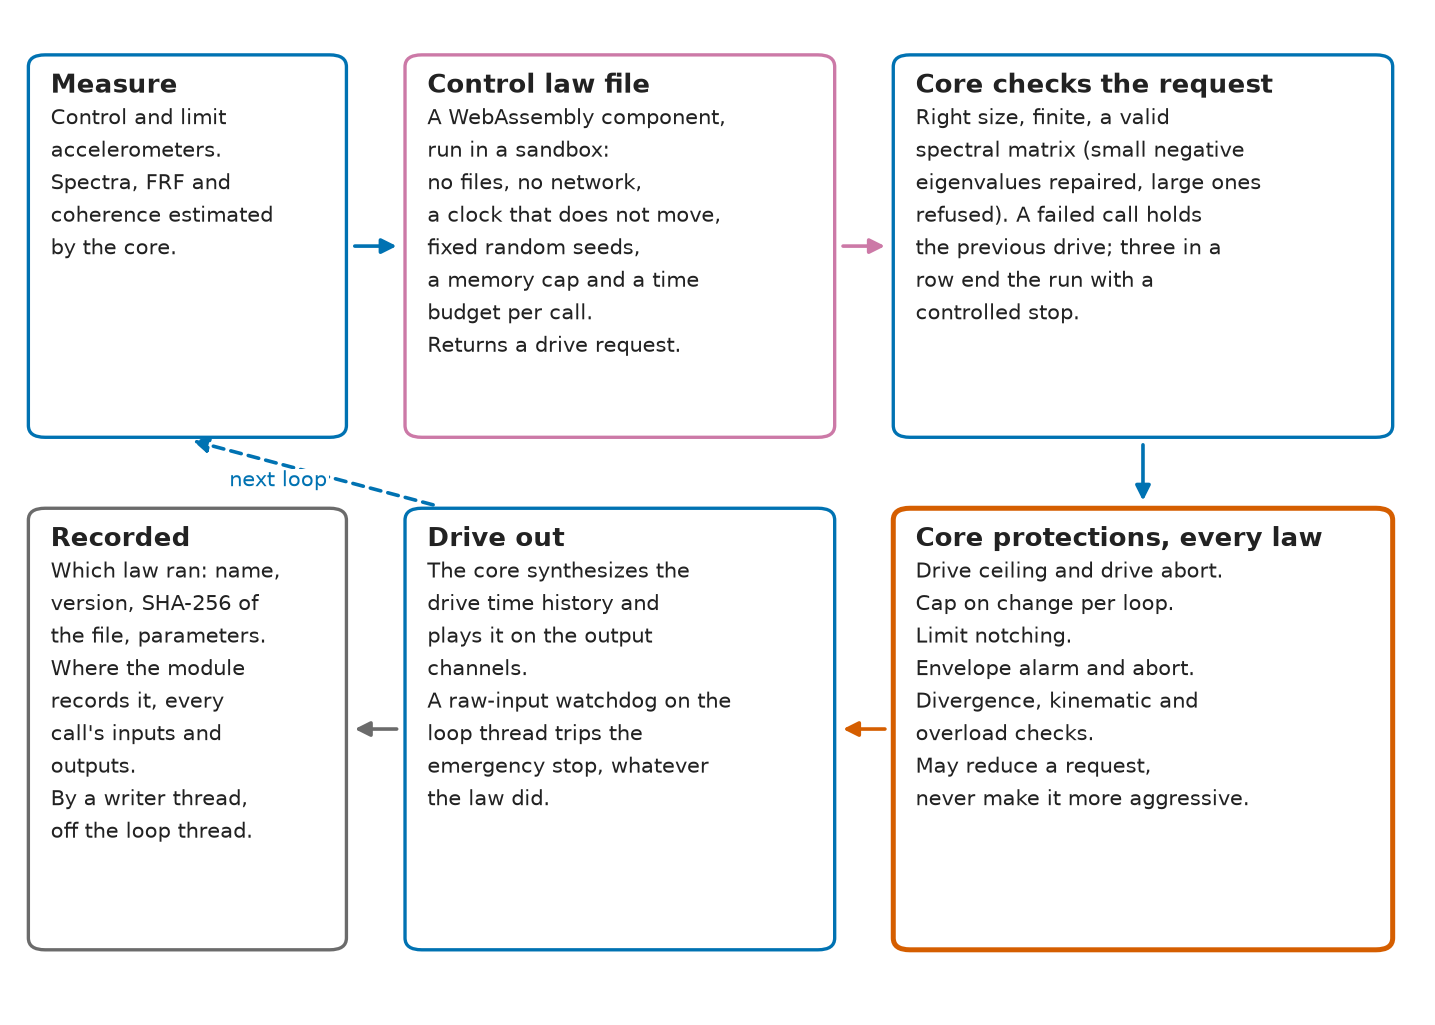 Measure
Control and limit
accelerometers.
Spectra, FRF and
coherence estimated
by the core.
Control law file
A WebAssembly component,
run in a sandbox:
no files, no network,
a clock that does not move,
fixed random seeds,
a memory cap and a time
budget per call.
Returns a drive request.
Core checks the request
Right size, finite, a valid
spectral matrix (small negative
eigenvalues repaired, large ones
refused). A failed call holds
the previous drive; three in a
row end the run with a
controlled stop.
next loop
Recorded
Which law ran: name,
version, SHA-256 of
the file, parameters.
Where the module
records it, every
call's inputs and
outputs.
By a writer thread,
off the loop thread.
Drive out
The core synthesizes the
drive time history and
plays it on the output
channels.
A raw-input watchdog on the
loop thread trips the
emergency stop, whatever
the law did.
Core protections, every law
Drive ceiling and drive abort.
Cap on change per loop.
Limit notching.
Envelope alarm and abort.
Divergence, kinematic and
overload checks.
May reduce a request,
never make it more aggressive.